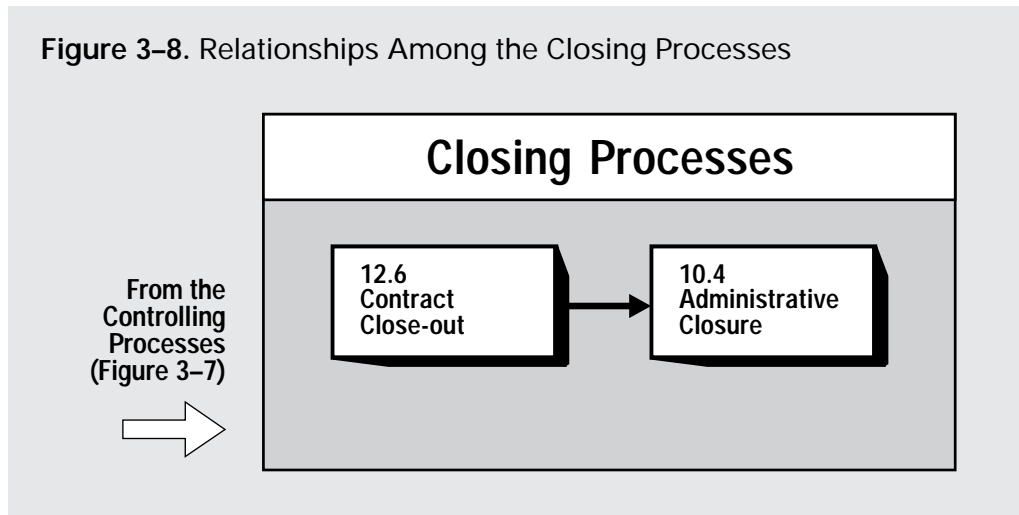 Figure 3–8. Relationships Among the Closing Processes
Closing Processes
From the
Controlling
Processes
(Figure 3–7)
12.6
Contract
Close-out
10.4
Administrative
Closure